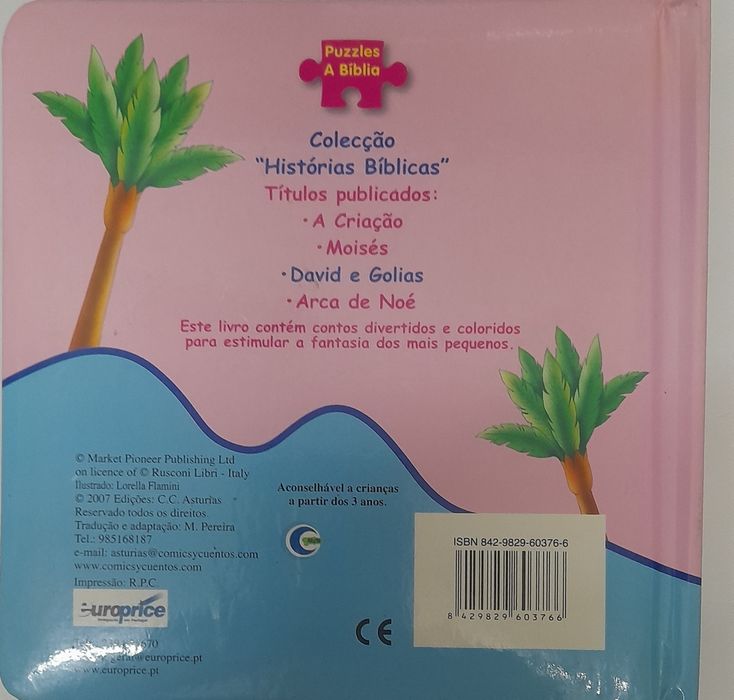 Puzzles
A Bíblia
Colecção
"Histórias Bíblicas"
Títulos publicados:
· A Criação
· Moisés
· David e Golias
· Arca de Noé
Este livro contém contos divertidos e coloridos
para estimular a fantasia dos mais pequenos.
© Market Pioneer Publishing Ltd
on licence of © Rusconi Libri - Italy
Ilustrado: Lorella Flamini
© 2007 Edições: C.C. Asturias
Reservado todos os direitos
Tradução e adaptação: M. Pereira
Tel.: 985168187
e-mail: asturias@comicsycuentos.com
www.comicsycuentos.com
Impressão: R.P.C.
europrice
geral@europrice.pt
www.europrice.pt
Aconselhável a crianças
a partir dos 3 anos.
CE
ISBN 842-9829-60376-6
8 429829 603766